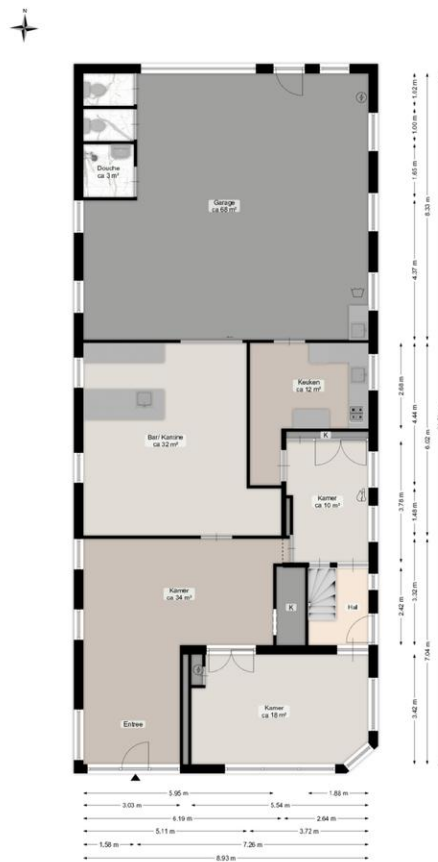 N
Douche
ca 3 m²
Garage
ca 68 m²
Keuken
ca 12 m²
Bar/ Kantine
ca 32 m²
K
Kamer
ca 10 m²
Kamer
ca 34 m²
K
Hal
Kamer
ca 18 m²
Entree
1.62 m
1.00 m
1.65 m
4.37 m
8.33 m
2.68 m
4.44 m
6.02 m
3.78 m
1.48 m
3.32 m
2.42 m
7.04 m
3.42 m
5.95 m
1.88 m
3.03 m
5.54 m
6.19 m
2.64 m
5.11 m
3.72 m
1.58 m
7.26 m
8.93 m